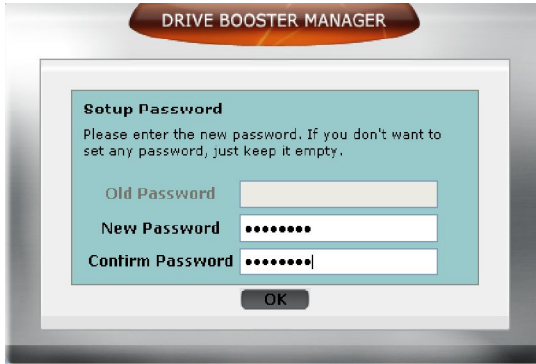 DRIVE BOOSTER MANAGER
Sotup Password
Please enter the new password. If you don't want to
set any password, just keep it empty.
Old Password
New Password ●●●●●●●●
Confirm Password ●●●●●●●●
OK